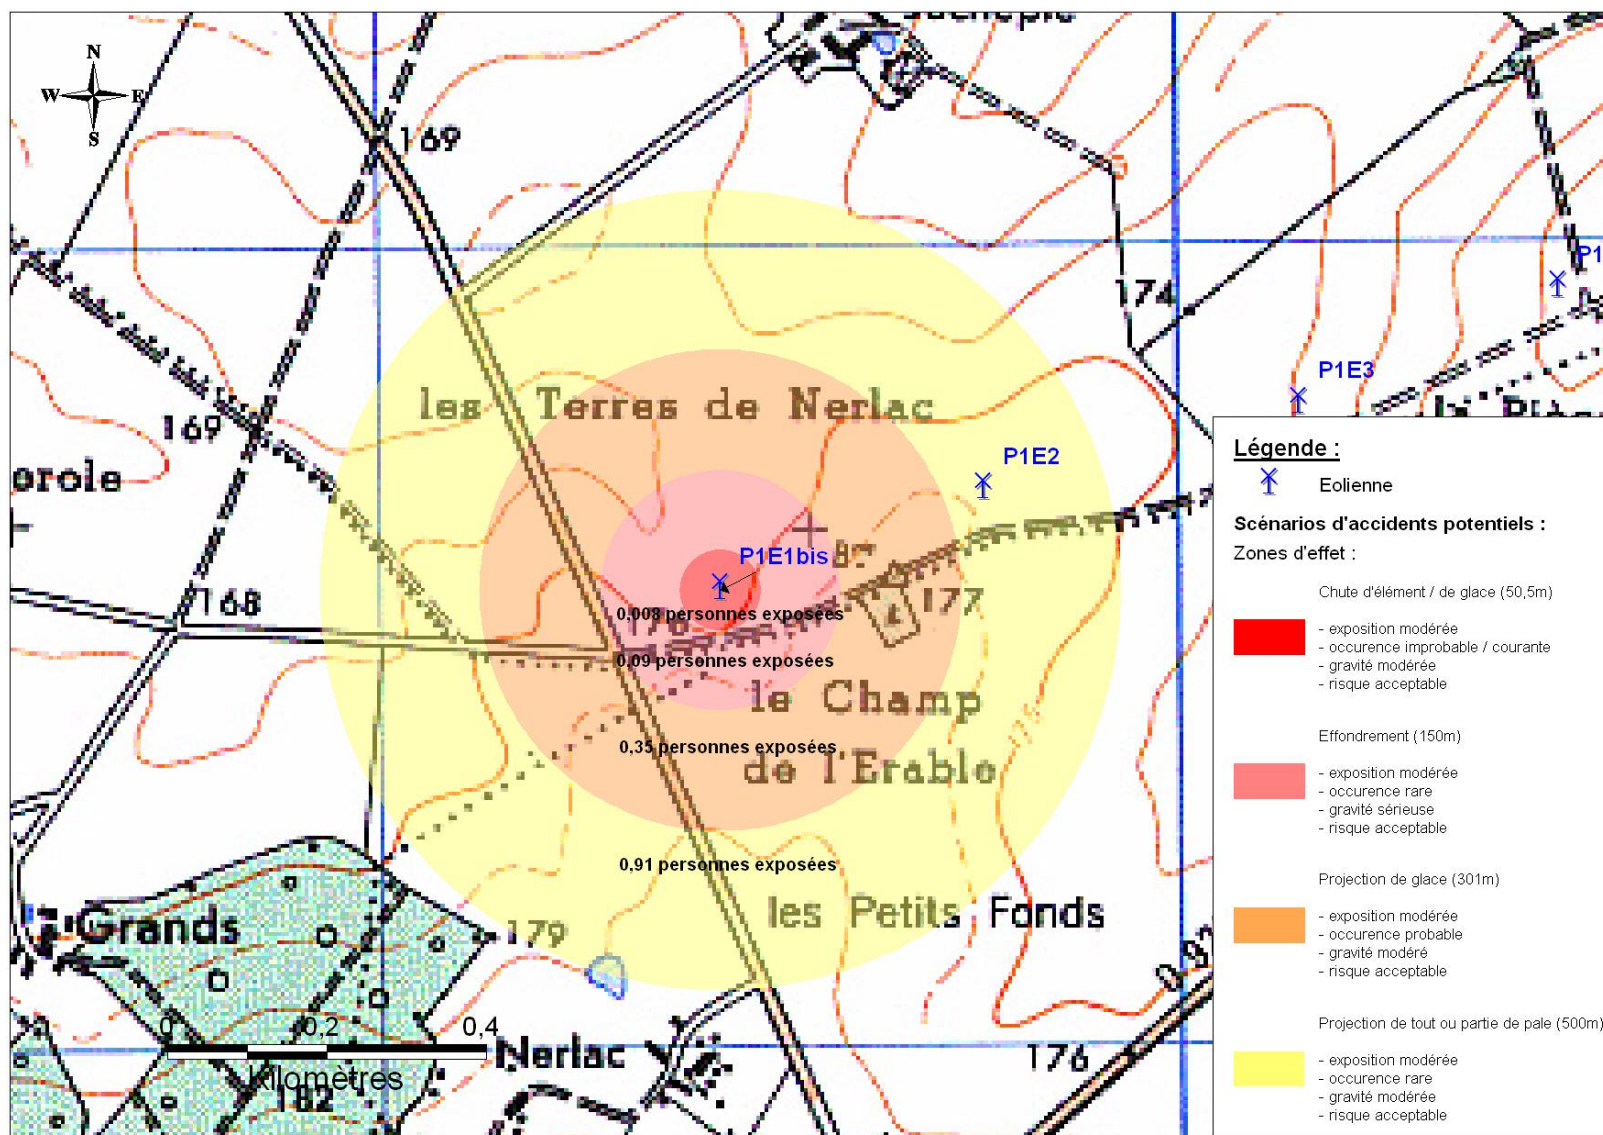 N
W E
S
169
174
P1E3
les Terres de Nerlac
169
P1E2
P1E1bis
168
177
0,008 personnes exposées
0,09 personnes exposées
le Champ
0,35 personnes exposées
de l'Erable
0,91 personnes exposées
les Petits Fonds
Grands
179
0 0,2 0,4
Kilomètres
Nerlac
176
182
Légende :
Eolienne
Scénarios d'accidents potentiels :
Zones d'effet :
Chute d'élément / de glace (50,5m)
- exposition modérée
- occurence improbable / courante
- gravité modérée
- risque acceptable
Effondrement (150m)
- exposition modérée
- occurence rare
- gravité sérieuse
- risque acceptable
Projection de glace (301m)
- exposition modérée
- occurence probable
- gravité modéré
- risque acceptable
Projection de tout ou partie de pale (500m)
- exposition modérée
- occurence rare
- gravité modérée
- risque acceptable